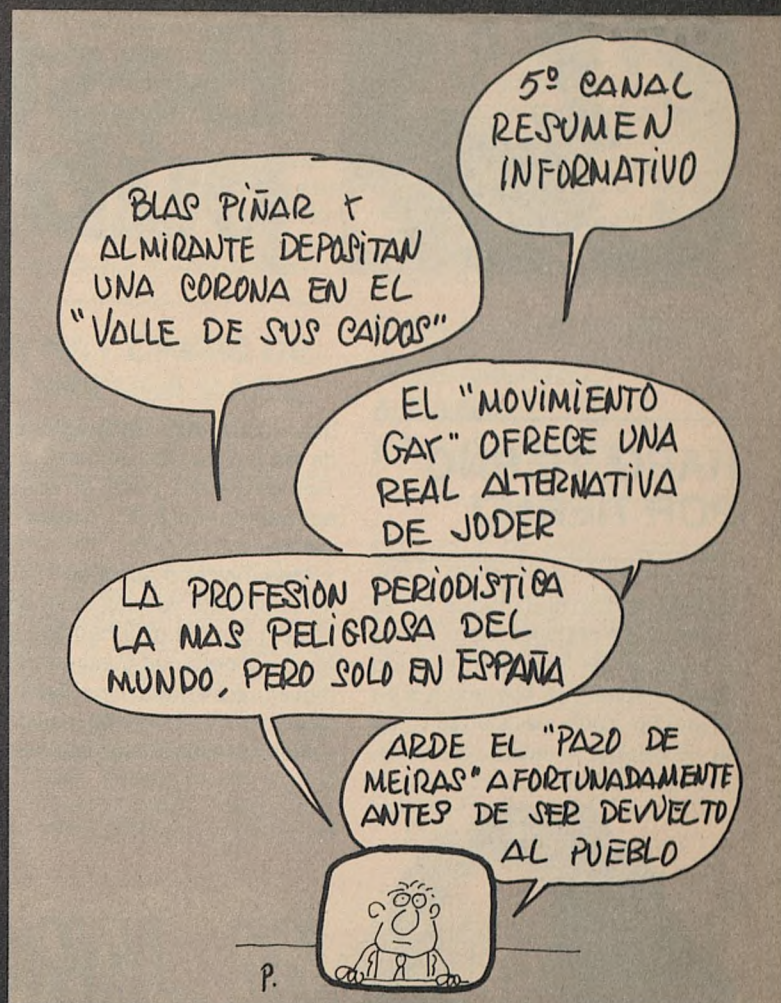 5º CANAL
RESUMEN
INFORMATIVO
BLAS PIÑAR Y
ALMIRANTE DEPOSITAN
UNA CORONA EN EL
"VALLE DE SUS CAIDOS"
EL "MOVIMIENTO
GAY" OFRECE UNA
REAL ALTERNATIVA
DE JODER
LA PROFESION PERIODISTICA
LA MAS PELIGROSA DEL
MUNDO, PERO SOLO EN ESPAÑA
ARDE EL "PAZO DE
MEIRAS" AFORTUNADAMENTE
ANTES DE SER DEVUELTO
AL PUEBLO
P.